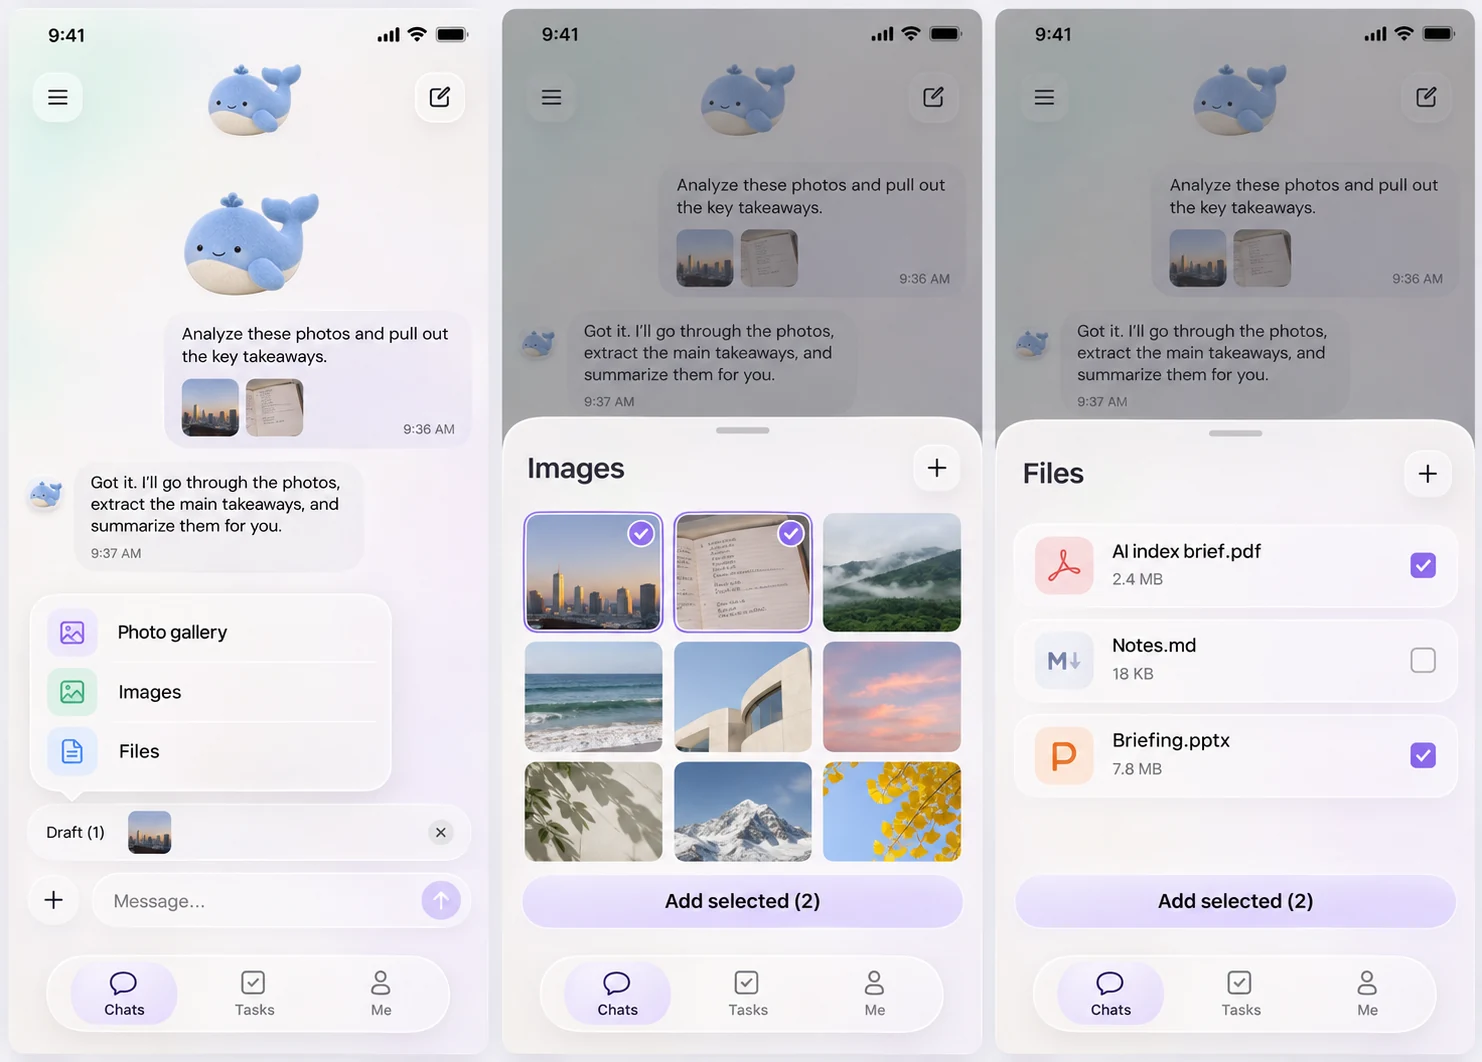 9:41
Analyze these photos and pull out
the key takeaways.
9:36 AM
Got it. I'll go through the photos,
extract the main takeaways, and
summarize them for you.
9:37 AM
Photo gallery
Images
Files
Draft (1)
Message...
Chats
Tasks
Me
9:41
Analyze these photos and pull out
the key takeaways.
9:36 AM
Got it. I'll go through the photos,
extract the main takeaways, and
summarize them for you.
9:37 AM
Images
Add selected (2)
Chats
Tasks
Me
9:41
Analyze these photos and pull out
the key takeaways.
9:36 AM
Got it. I'll go through the photos,
extract the main takeaways, and
summarize them for you.
9:37 AM
Files
AI index brief.pdf
2.4 MB
M
Notes.md
18 KB
P
Briefing.pptx
7.8 MB
Add selected (2)
Chats
Tasks
Me